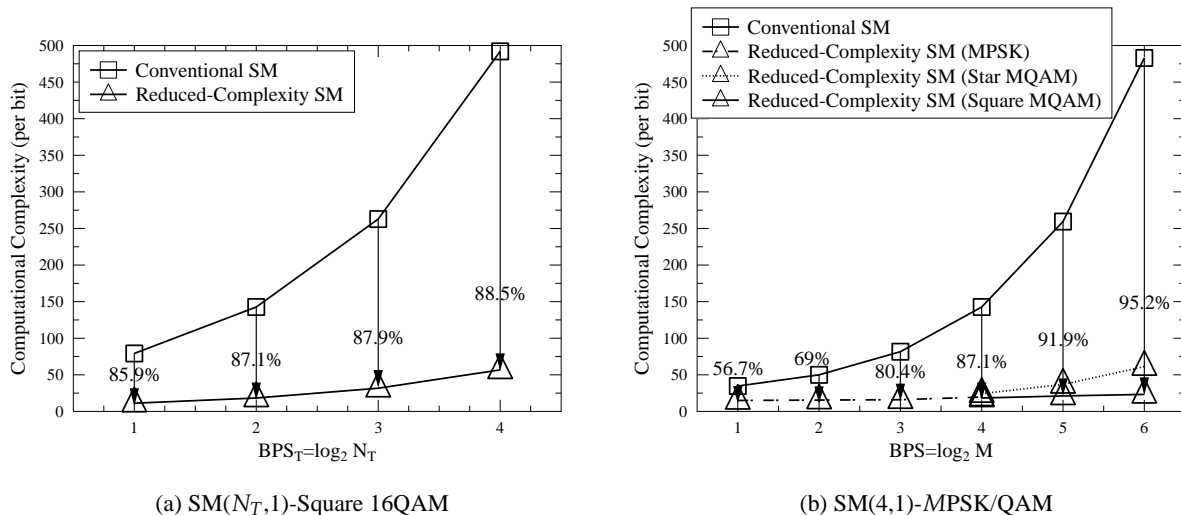 Conventional SM
Reduced-Complexity SM
500
450
400
350
300
250
200
150
100
50
0
Computational Complexity (per bit)
85.9%
87.1%
87.9%
88.5%
1 2 3 4
BPS_T=log_2 N_T
(a) SM(N_T,1)-Square 16QAM
Conventional SM
Reduced-Complexity SM (MPSK)
Reduced-Complexity SM (Star MQAM)
Reduced-Complexity SM (Square MQAM)
500
450
400
350
300
250
200
150
100
50
0
Computational Complexity (per bit)
56.7%
69%
80.4%
87.1%
91.9%
95.2%
1 2 3 4 5 6
BPS=log_2 M
(b) SM(4,1)-MPSK/QAM